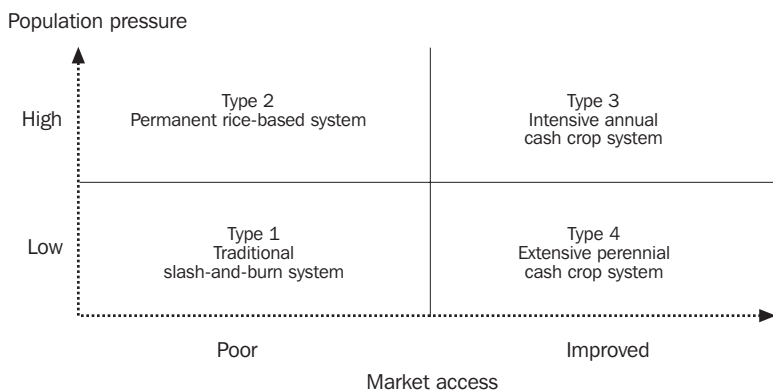 Population pressure
High
Type 2
Permanent rice-based system
Type 3
Intensive annual
cash crop system
Low
Type 1
Traditional
slash-and-burn system
Type 4
Extensive perennial
cash crop system
Poor
Improved
Market access